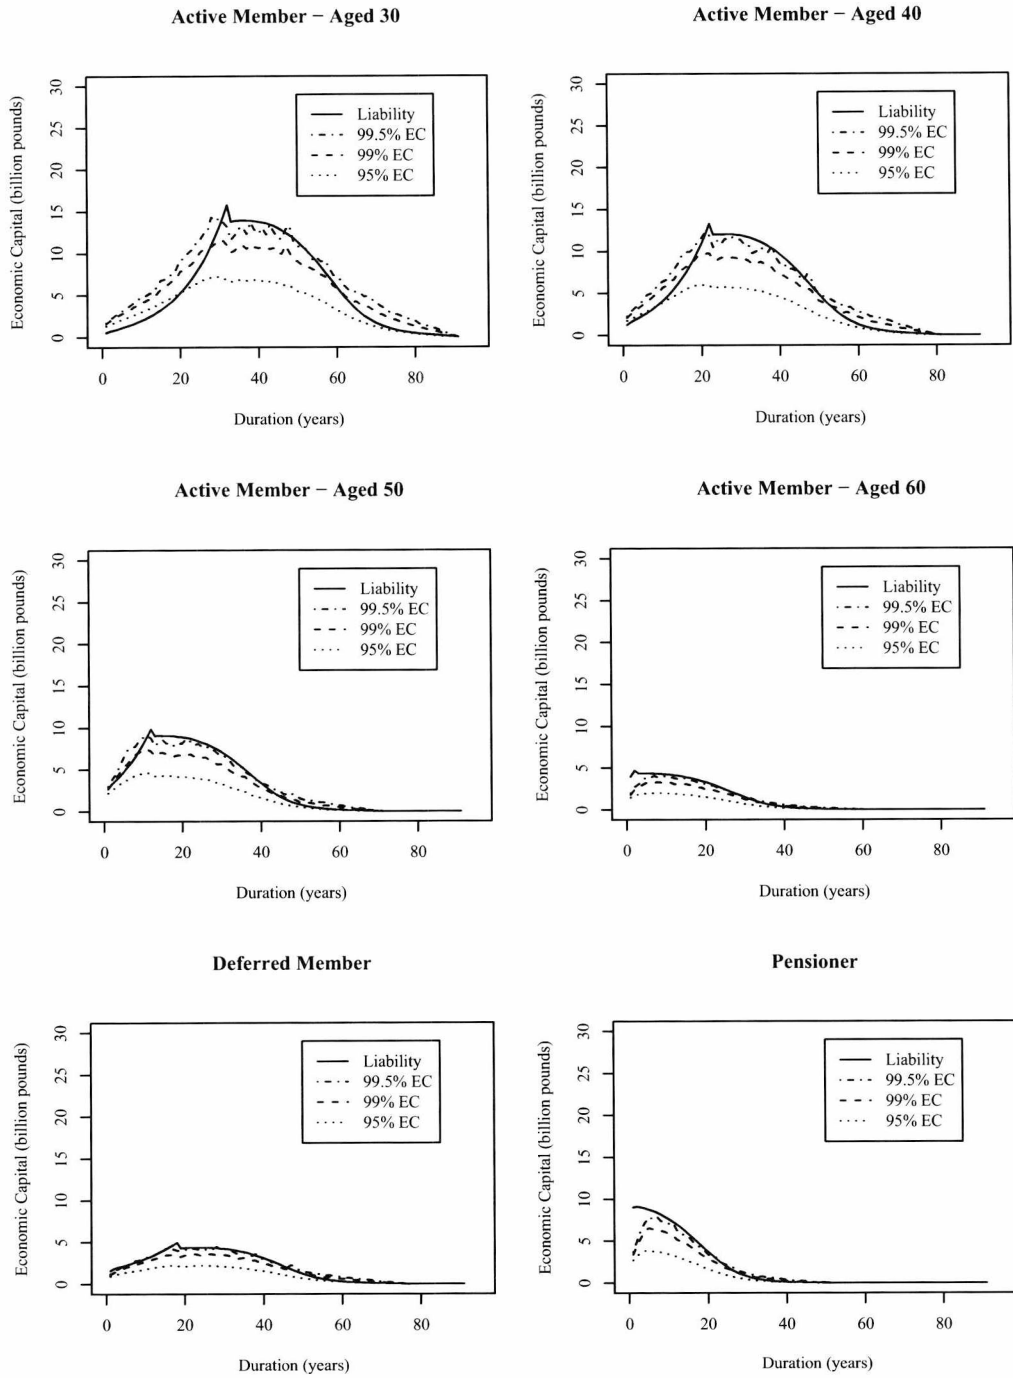 Active Member − Aged 30
Economic Capital (billion pounds)
30
25
20
15
10
5
0
Liability
99.5% EC
99% EC
95% EC
0 20 40 60 80
Duration (years)
Active Member − Aged 40
Economic Capital (billion pounds)
30
25
20
15
10
5
0
Liability
99.5% EC
99% EC
95% EC
0 20 40 60 80
Duration (years)
Active Member − Aged 50
Economic Capital (billion pounds)
30
25
20
15
10
5
0
Liability
99.5% EC
99% EC
95% EC
0 20 40 60 80
Duration (years)
Active Member − Aged 60
Economic Capital (billion pounds)
30
25
20
15
10
5
0
Liability
99.5% EC
99% EC
95% EC
0 20 40 60 80
Duration (years)
Deferred Member
Economic Capital (billion pounds)
30
25
20
15
10
5
0
Liability
99.5% EC
99% EC
95% EC
0 20 40 60 80
Duration (years)
Pensioner
Economic Capital (billion pounds)
30
25
20
15
10
5
0
Liability
99.5% EC
99% EC
95% EC
0 20 40 60 80
Duration (years)